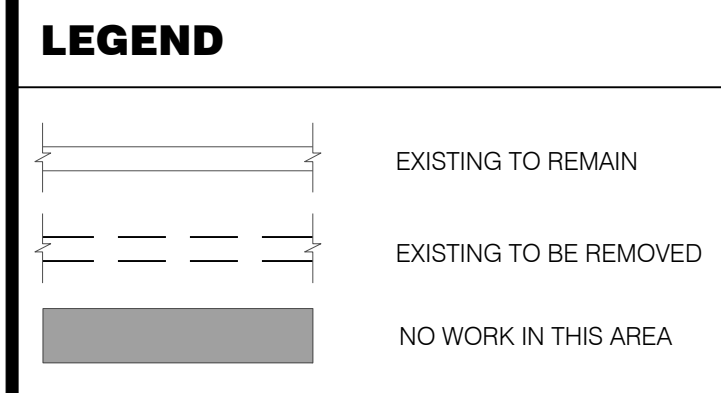 LEGEND
EXISTING TO REMAIN
EXISTING TO BE REMOVED
NO WORK IN THIS AREA